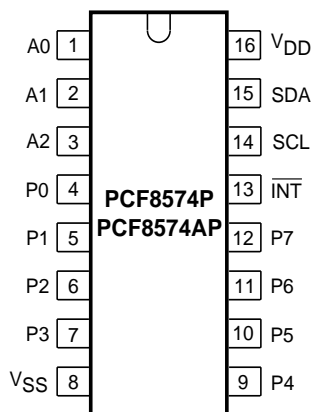 A0 1 16 VDD
A1 2 15 SDA
A2 3 14 SCL
P0 4 13 INT
PCF8574P
PCF8574AP
P1 5 12 P7
P2 6 11 P6
P3 7 10 P5
VSS 8 9 P4